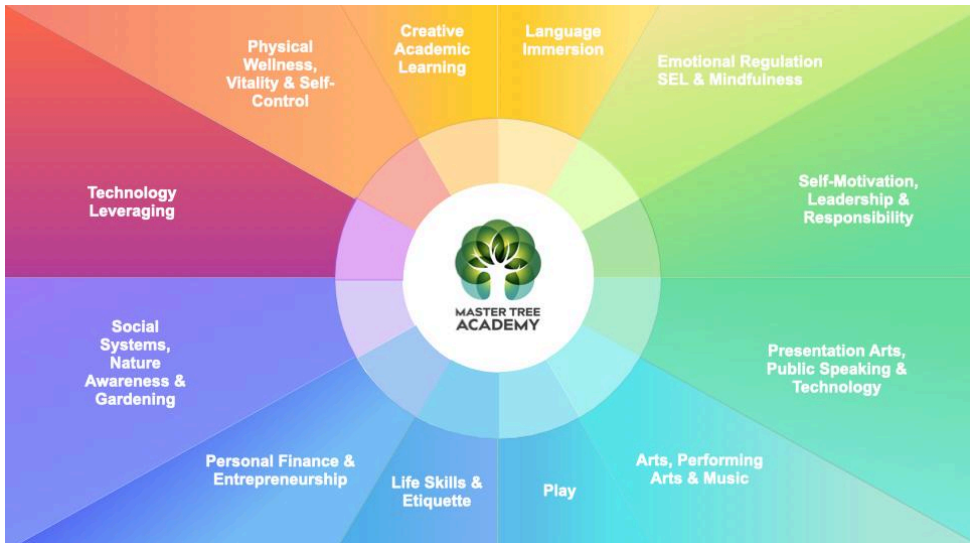 Creative
Academic
Learning
Language
Immersion
Physical
Wellness,
Vitality & Self-
Control
Emotional Regulation
SEL & Mindfulness
Technology
Leveraging
Self-Motivation,
Leadership &
Responsibility
MASTER TREE
ACADEMY
Social
Systems,
Nature
Awareness &
Gardening
Presentation Arts,
Public Speaking &
Technology
Personal Finance &
Entrepreneurship
Life Skills &
Etiquette
Play
Arts, Performing
Arts & Music